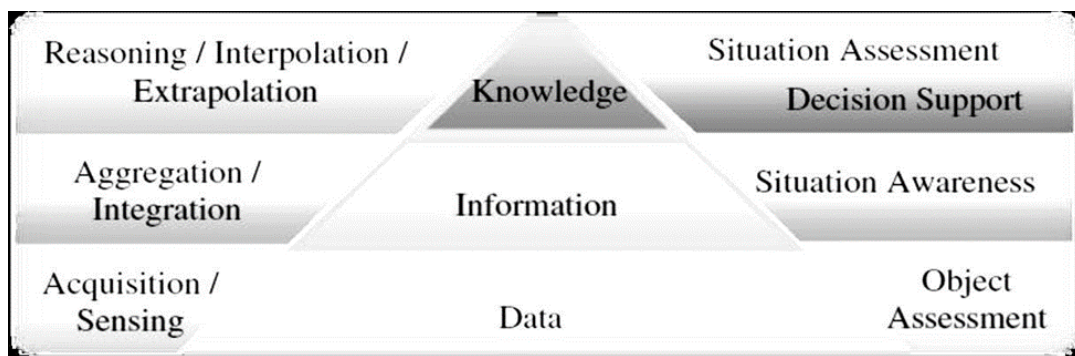 Reasoning / Interpolation /
Extrapolation
Knowledge
Situation Assessment
Decision Support
Aggregation /
Integration
Information
Situation Awareness
Acquisition /
Sensing
Data
Object
Assessment